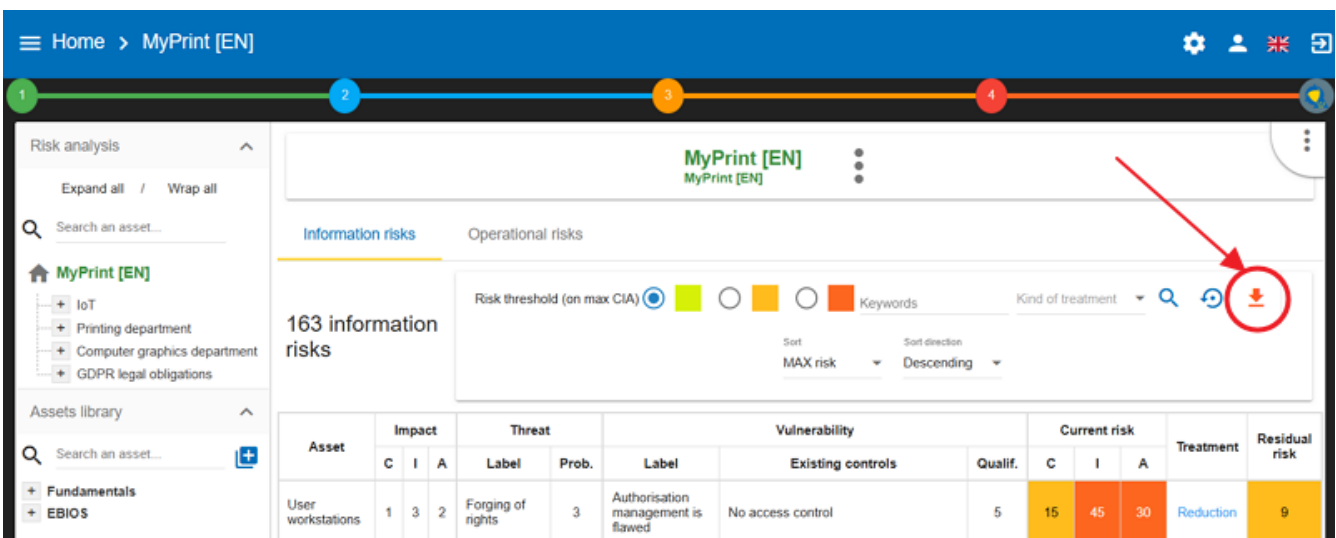 Home > MyPrint [EN]
1 2 3 4
Risk analysis
Expand all / Wrap all
Search an asset...
MyPrint [EN]
+ IoT
+ Printing department
+ Computer graphics department
+ GDPR legal obligations
Assets library
Search an asset...
+ Fundamentals
+ EBIOS
MyPrint [EN]
MyPrint [EN]
Information risks Operational risks
163 information
risks
Risk threshold (on max CIA) Keywords Kind of treatment
Sort Sort direction
MAX risk Descending
Asset Impact Threat Vulnerability Current risk Treatment Residual risk
C I A Label Prob. Label Existing controls Qualif. C I A
User workstations 1 3 2 Forging of rights 3 Authorisation management is flawed No access control 5 15 45 30 Reduction 9